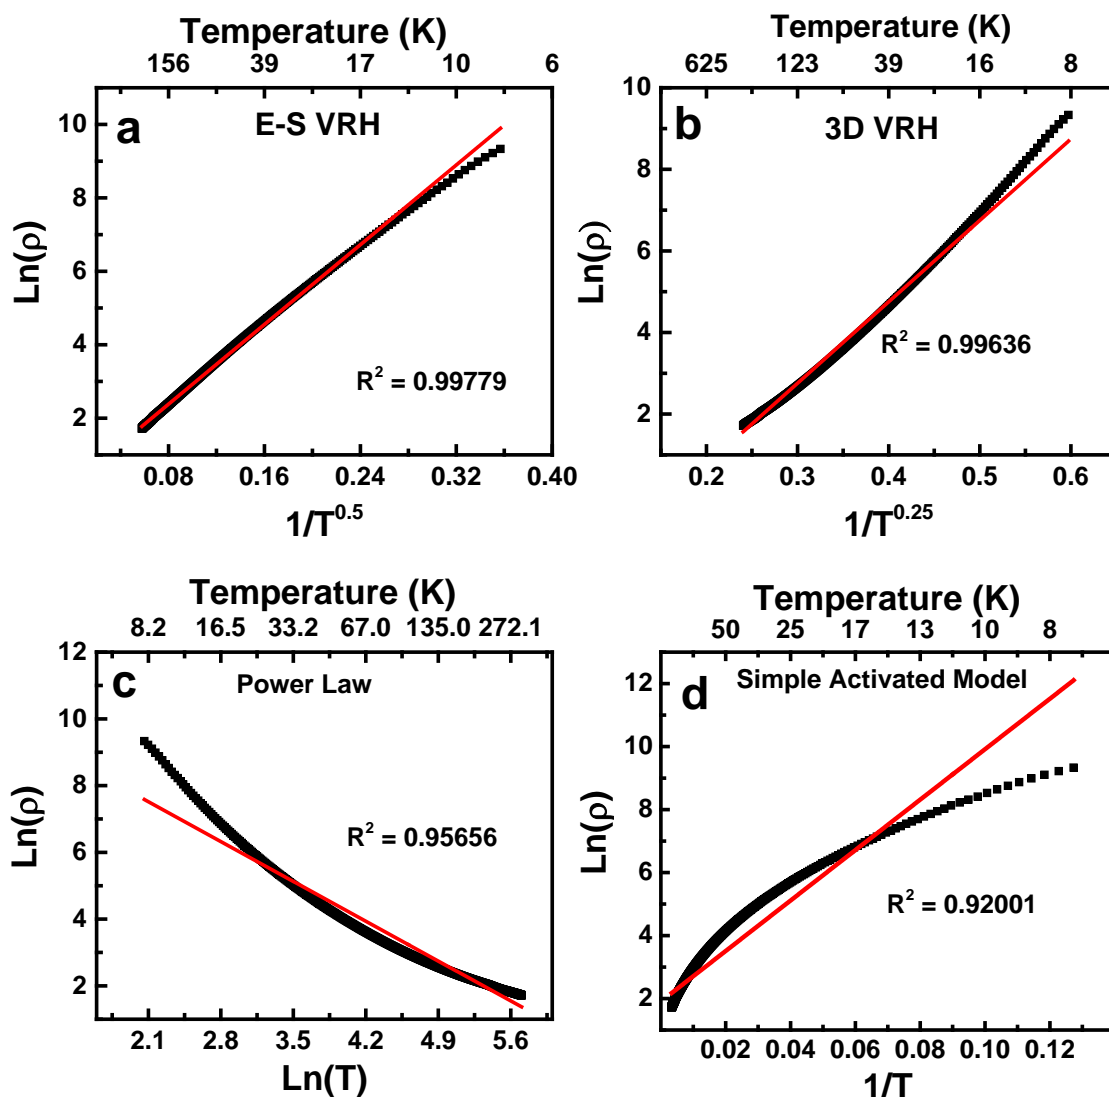 Temperature (K)
156 39 17 10 6
a
E-S VRH
Ln(ρ)
10
8
6
4
2
R² = 0.99779
0.08 0.16 0.24 0.32 0.40
1/T^0.5
Temperature (K)
625 123 39 16 8
b
3D VRH
Ln(ρ)
10
8
6
4
2
R² = 0.99636
0.2 0.3 0.4 0.5 0.6
1/T^0.25
Temperature (K)
8.2 16.5 33.2 67.0 135.0 272.1
c
Power Law
Ln(ρ)
12
10
8
6
4
2
R² = 0.95656
2.1 2.8 3.5 4.2 4.9 5.6
Ln(T)
Temperature (K)
50 25 17 13 10 8
d
Simple Activated Model
Ln(ρ)
12
10
8
6
4
2
R² = 0.92001
0.02 0.04 0.06 0.08 0.10 0.12
1/T